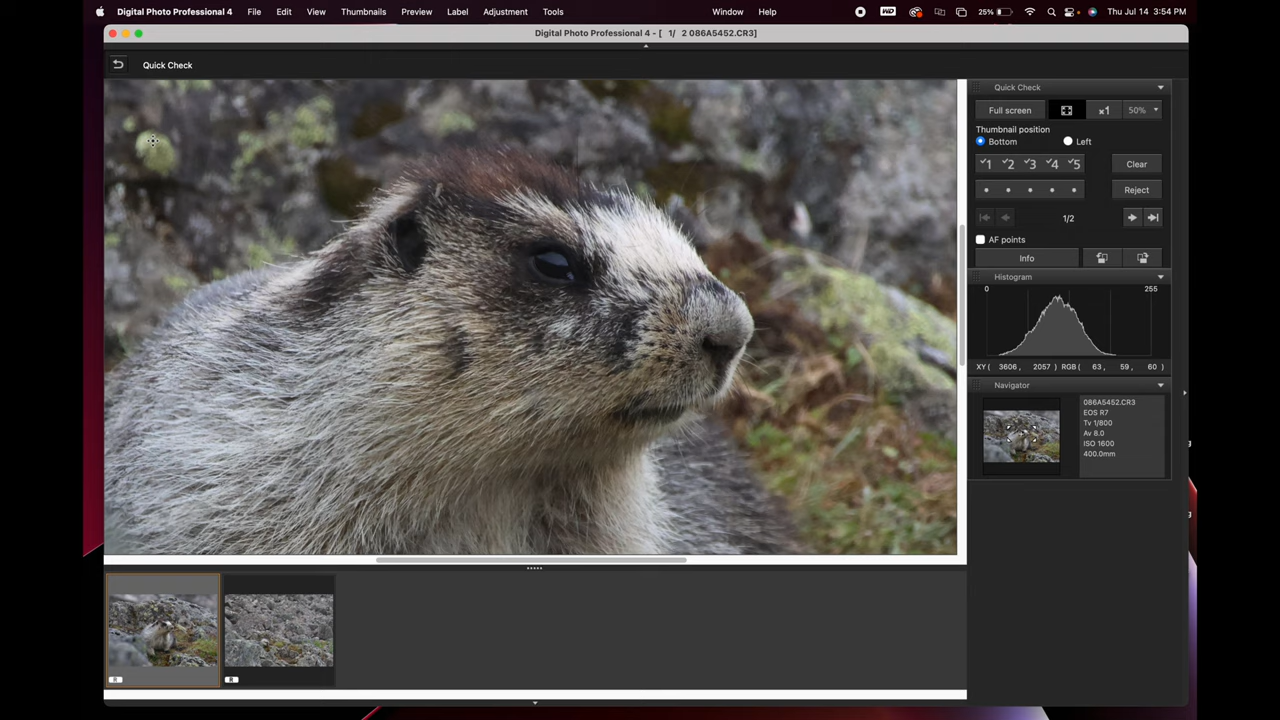 Digital Photo Professional 4 File Edit View Thumbnails Preview Label Adjustment Tools Window Help WD 25% Thu Jul 14 3:54 PM
Digital Photo Professional 4 - [ 1/ 2 086A5452.CR3]
Quick Check
Quick Check
Full screen x1 50%
Thumbnail position
Bottom Left
1 2 3 4 5 Clear
Reject
1/2
AF points
Info
Histogram
0 255
XY( 3606, 2057 ) RGB( 63, 59, 60 )
Navigator
086A5452.CR3
EOS R7
Tv 1/800
Av 8.0
ISO 1600
400.0mm
R R